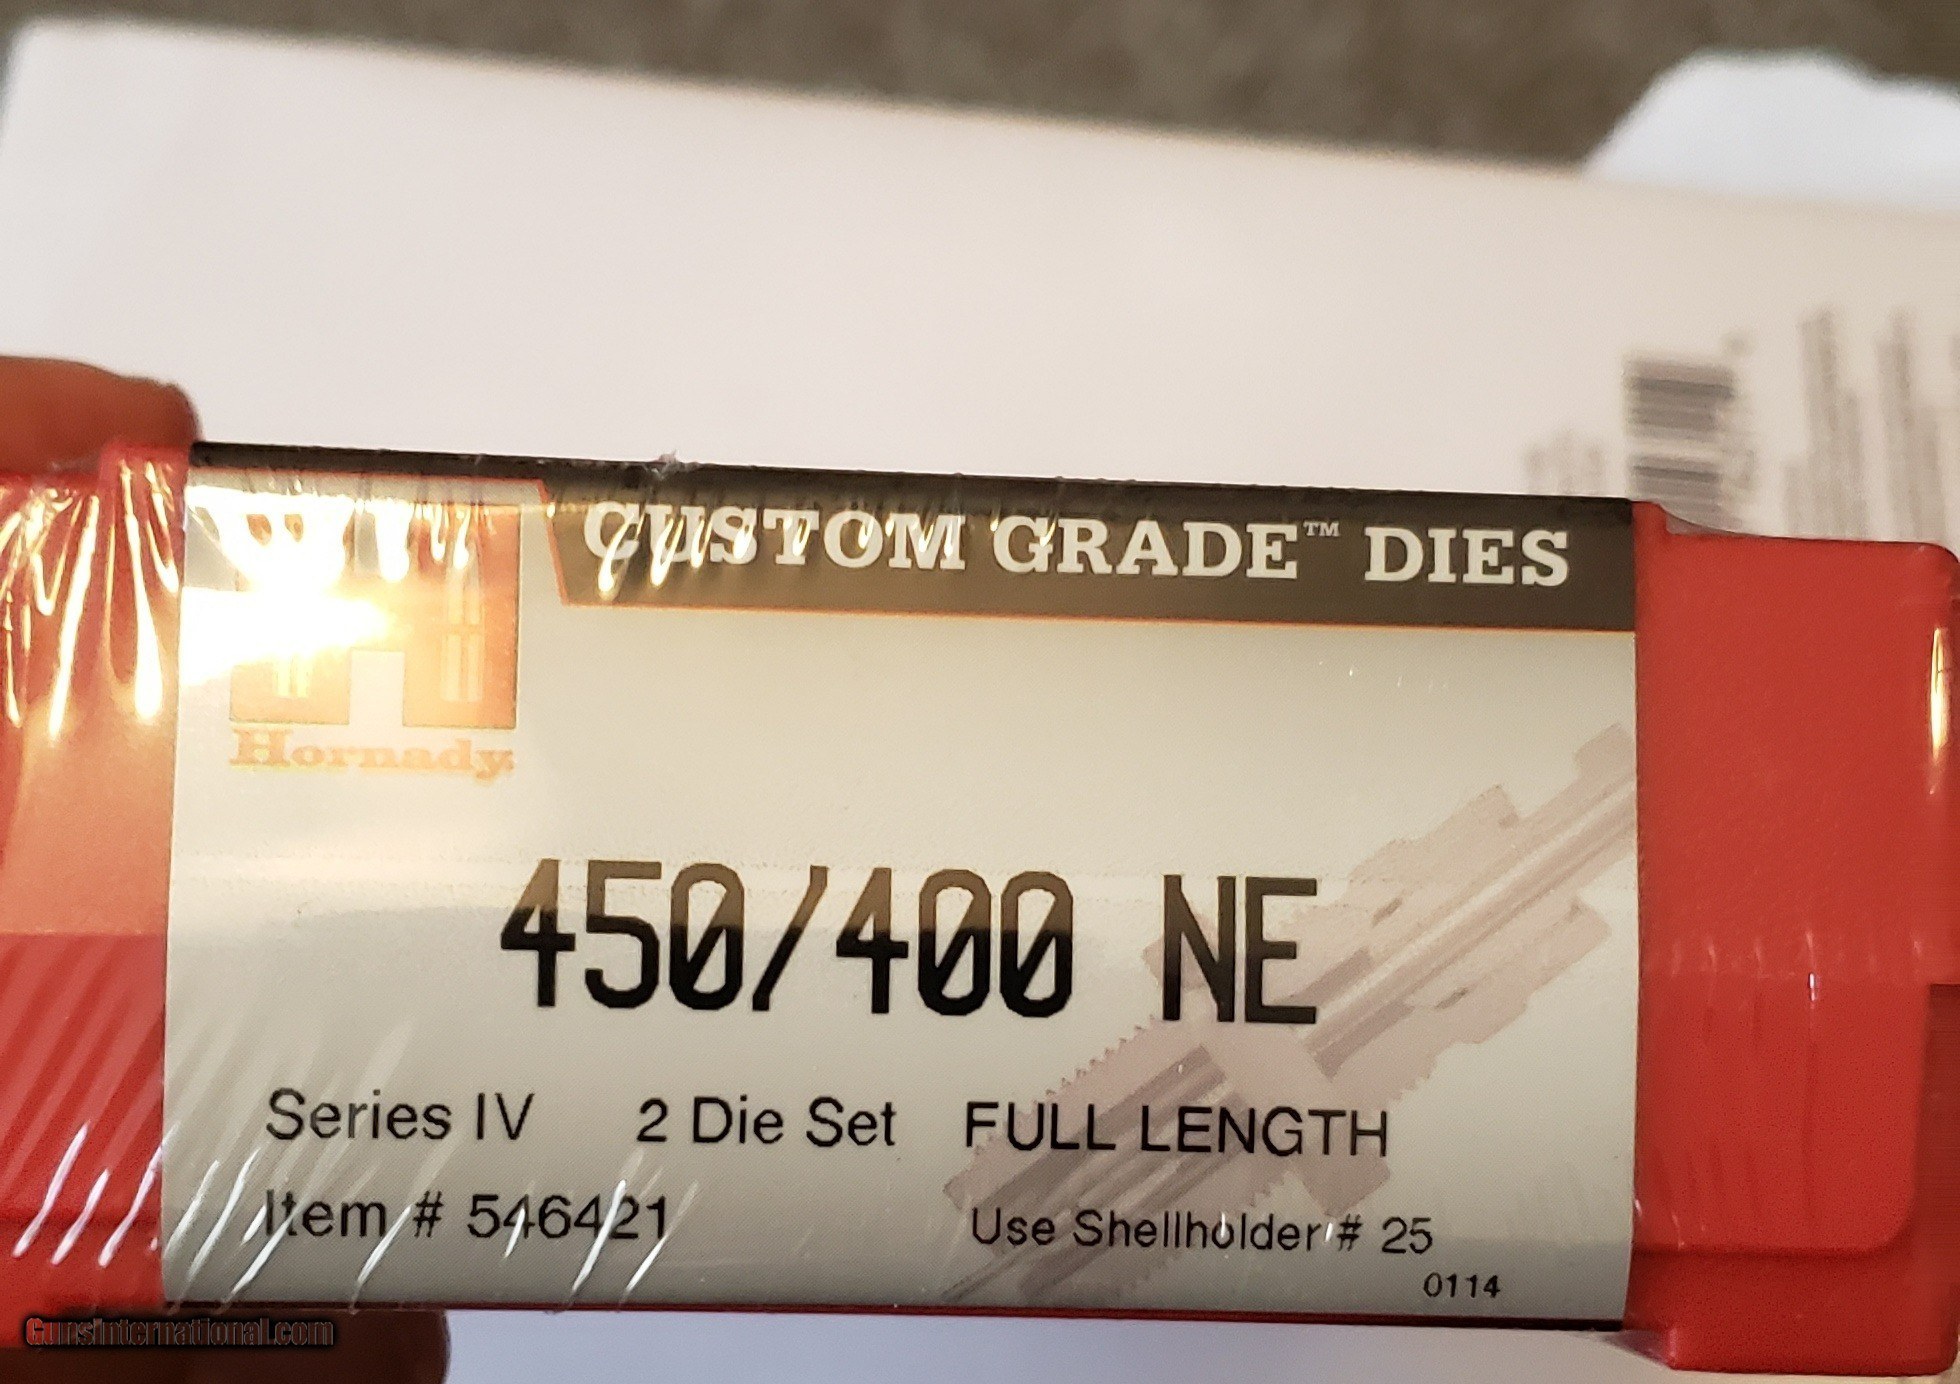 CUSTOM GRADE™ DIES
Hornady
450/400 NE
Series IV 2 Die Set FULL LENGTH
Item # 546421 Use Shellholder # 25
0114
GunsInternational.com